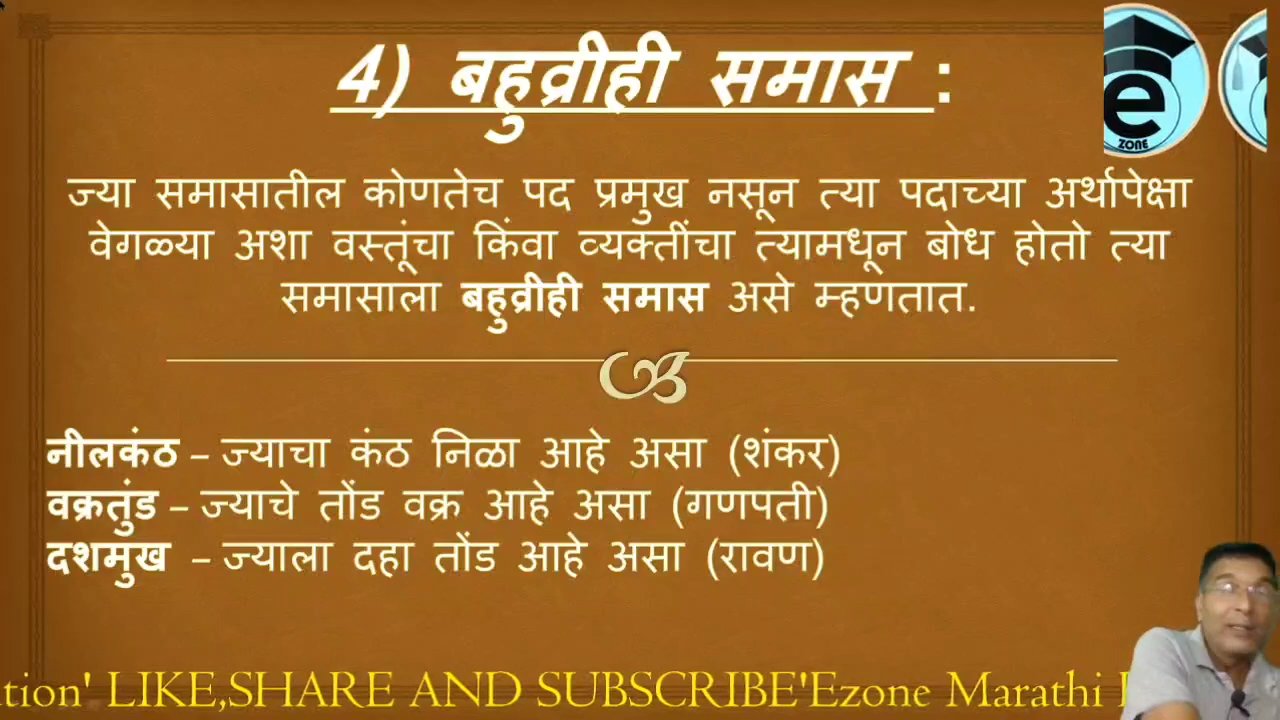 4) बहुव्रीही समास :
ज्या समासातील कोणतेच पद प्रमुख नसून त्या पदाच्या अर्थापेक्षा
वेगळ्या अशा वस्तूंचा किंवा व्यक्तींचा त्यामधून बोध होतो त्या
समासाला बहुव्रीही समास असे म्हणतात.
नीलकंठ – ज्याचा कंठ निळा आहे असा (शंकर)
वक्रतुंड – ज्याचे तोंड वक्र आहे असा (गणपती)
दशमुख – ज्याला दहा तोंड आहे असा (रावण)
tion' LIKE,SHARE AND SUBSCRIBE'Ezone Marathi
e
ZONE